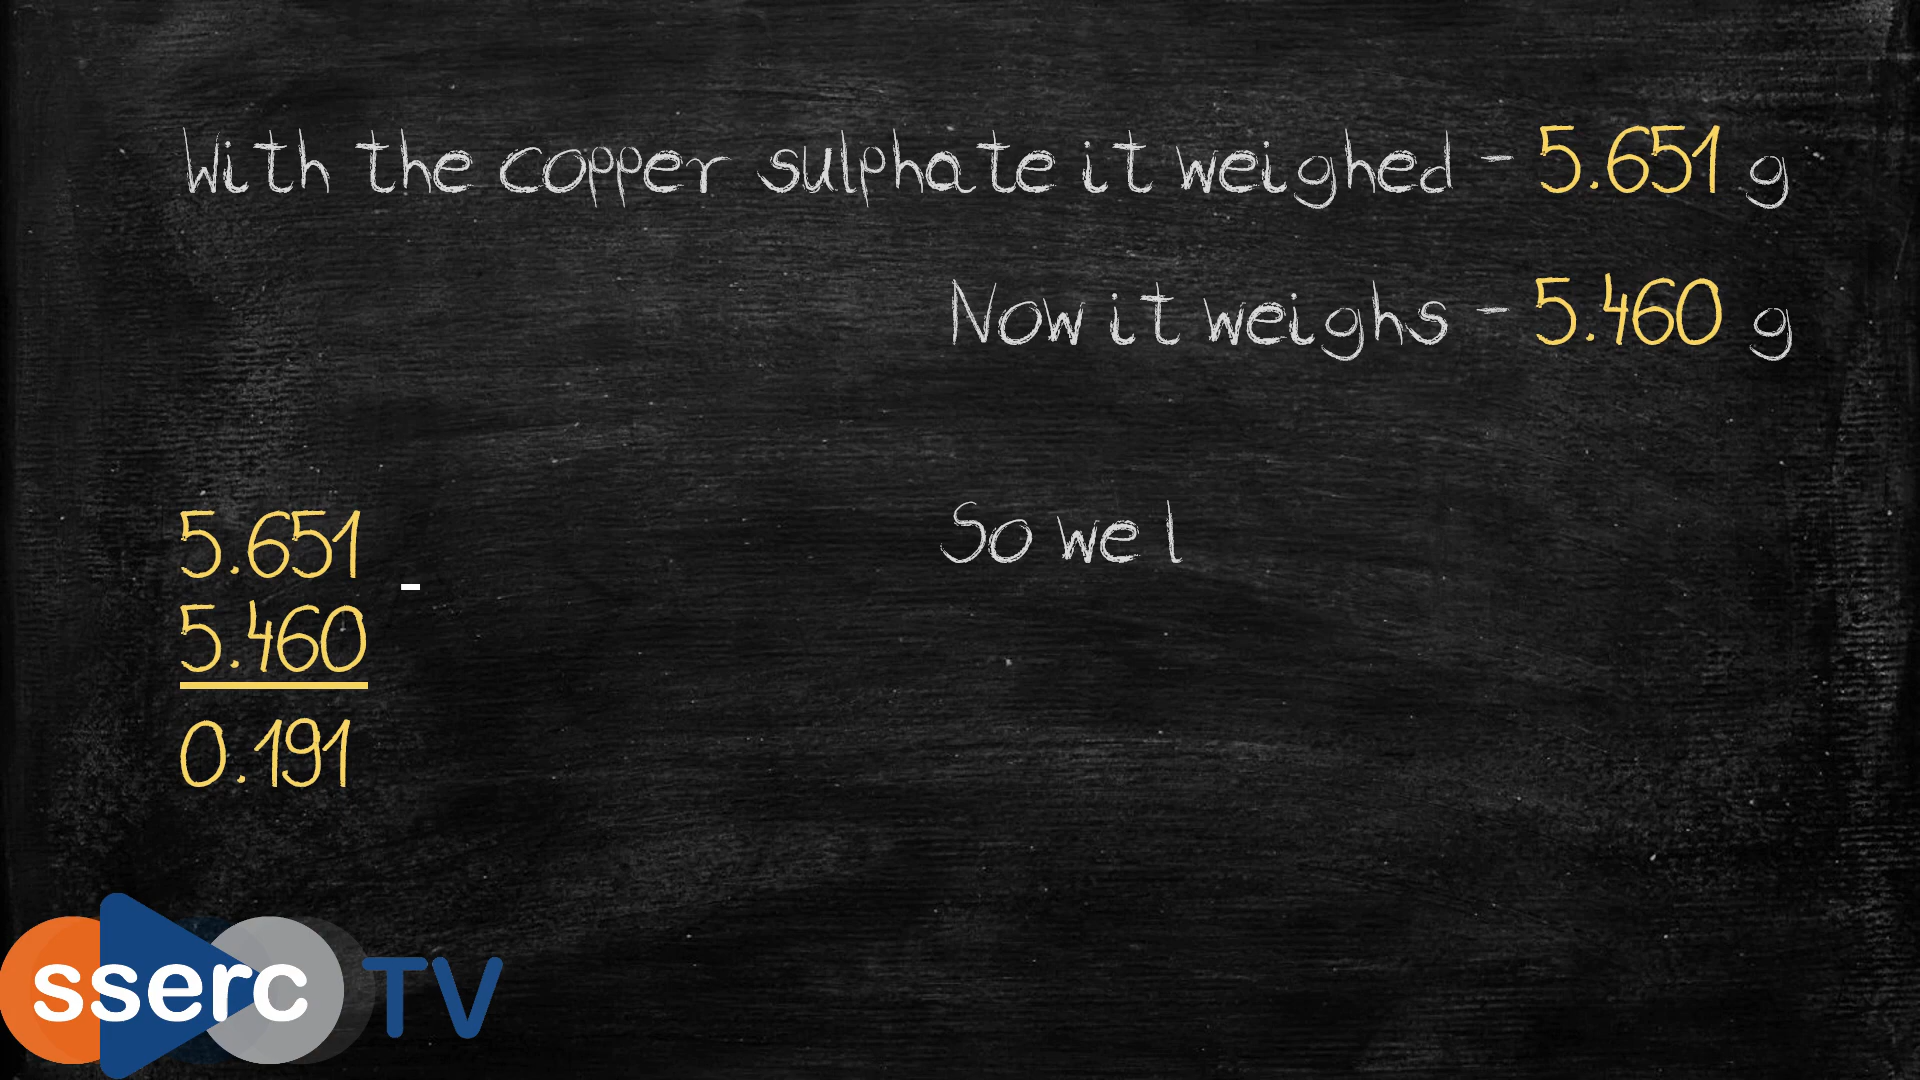 With the copper sulphate it weighed - 5.651 g
Now it weighs - 5.460 g
So we l
5.651
-
5.460
0.191
sserc TV